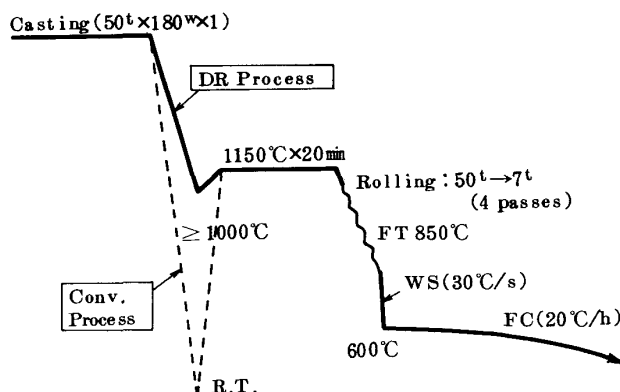 Casting(50ᵗ×180ʷ×1)
DR Process
1150℃×20min
Rolling:50ᵗ→7ᵗ
(4 passes)
≥1000℃
FT 850℃
WS(30℃/s)
Conv.
Process
FC(20℃/h)
600℃
R.T.